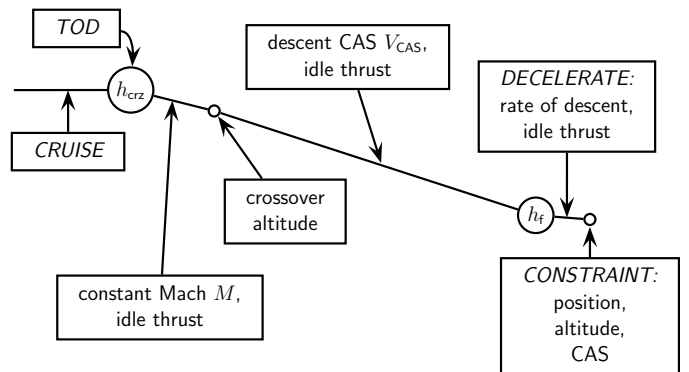 TOD
h_crz
CRUISE
descent CAS V_CAS,
idle thrust
DECELERATE:
rate of descent,
idle thrust
crossover
altitude
h_f
constant Mach M,
idle thrust
CONSTRAINT:
position,
altitude,
CAS